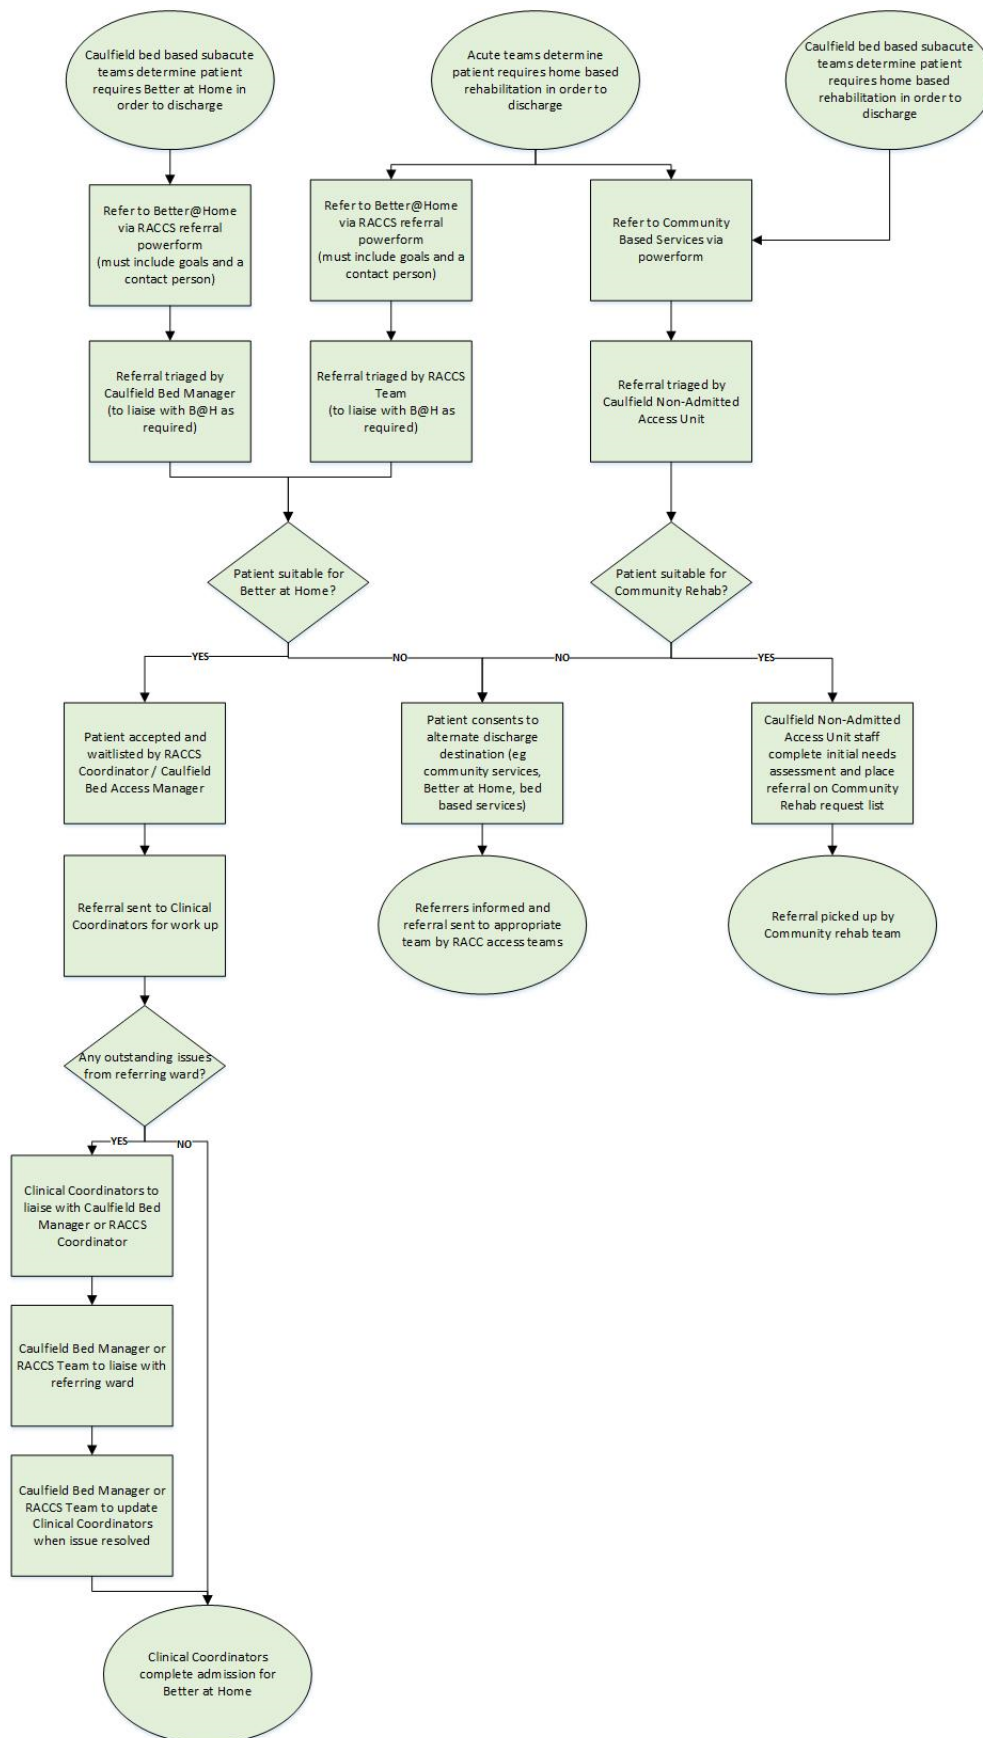 Caulfield bed based subacute
teams determine patient
requires Better at Home in
order to discharge
Acute teams determine
patient requires home based
rehabilitation in order to
discharge
Caulfield bed based subacute
teams determine patient
requires home based
rehabilitation in order to
discharge
Refer to Better@Home
via RACCS referral
powerform
(must include goals and a
contact person)
Refer to Better@Home
via RACCS referral
powerform
(must include goals and a
contact person)
Refer to Community
Based Services via
powerform
Referral triaged by
Caulfield Bed Manager
(to liaise with B@H as
required)
Referral triaged by RACCS
Team
(to liaise with B@H as
required)
Referral triaged by
Caulfield Non-Admitted
Access Unit
Patient suitable for
Better at Home?
Patient suitable for
Community Rehab?
YES
NO
NO
YES
Patient accepted and
waitlisted by RACCS
Coordinator / Caulfield
Bed Access Manager
Patient consents to
alternate discharge
destination (eg
community services,
Better at Home, bed
based services)
Caulfield Non-Admitted
Access Unit staff
complete initial needs
assessment and place
referral on Community
Rehab request list
Referral sent to Clinical
Coordinators for work up
Referrers informed and
referral sent to appropriate
team by RACC access teams
Referral picked up by
Community rehab team
Any outstanding issues
from referring ward?
YES
NO
Clinical Coordinators to
liaise with Caulfield Bed
Manager or RACCS
Coordinator
Caulfield Bed Manager or
RACCS Team to liaise with
referring ward
Caulfield Bed Manager or
RACCS Team to update
Clinical Coordinators
when issue resolved
Clinical Coordinators
complete admission for
Better at Home